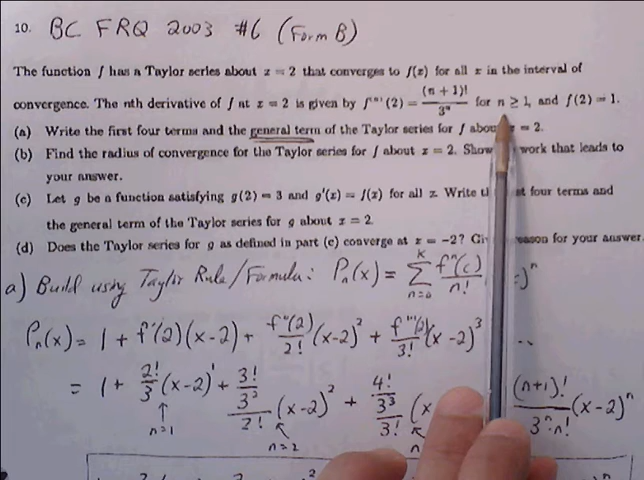 10. BC FRQ 2003 #6 (Form B)
The function f has a Taylor series about x = 2 that converges to f(x) for all x in the interval of
convergence. The nth derivative of f at x = 2 is given by f⁽ⁿ⁾(2) = (n + 1)!/3ⁿ for n ≥ 1, and f(2) = 1.
(a) Write the first four terms and the general term of the Taylor series for f about = 2.
(b) Find the radius of convergence for the Taylor series for f about x = 2. Show work that leads to
your answer.
(c) Let g be a function satisfying g(2) = 3 and g'(x) = f(x) for all x. Write four terms and
the general term of the Taylor series for g about x = 2.
(d) Does the Taylor series for g as defined in part (c) converge at x = −2? for your answer.
a) Build using Taylor Rule/Formula: Pₙ(x) = Σ k n=0 fⁿ(c)/n! )ⁿ
Pₙ(x) = 1 + f'(2)(x-2) + f''(2)/2! (x-2)² + f'''(2)/3! (x-2)³ ..
= 1 + 2!/3 (x-2)¹ + 3!/3³/2! (x-2)² + 4!/3³/3! (x (n+1)!/3ⁿ·n! (x-2)ⁿ
n=1 n=2 n